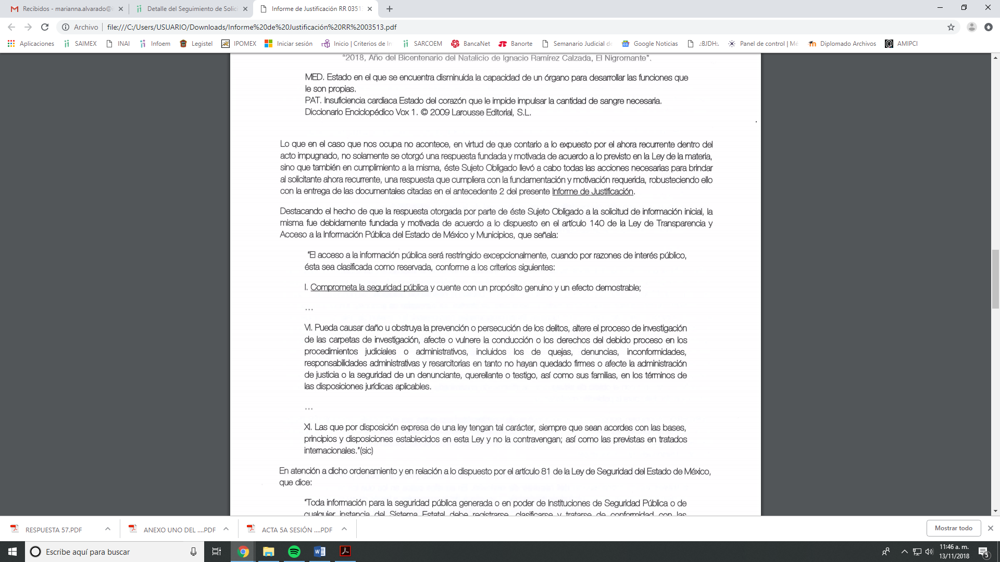 Recibidos - marianna.alvarado@i
Detalle del Seguimiento de Solici
Informe de Justificación RR 0351
Archivo
file:///C:/Users/USUARIO/Downloads/Informe%20de%20Justificación%20RR%2003513.pdf
Aplicaciones
SAIMEX
INAI
Infoem
Legistel
IPOMEX
Iniciar sesión
Inicio | Criterios de In
SARCOEM
BancaNet
Banorte
Semanario Judicial de
Google Noticias
.:BJDH:.
Panel de control | Mé
Diplomado Archivos
AMIPCI
"2018, Año del Bicentenario del Natalicio de Ignacio Ramírez Calzada, El Nigromante".
MED. Estado en el que se encuentra disminuida la capacidad de un órgano para desarrollar las funciones que
le son propias.
PAT. Insuficiencia cardiaca Estado del corazón que le impide impulsar la cantidad de sangre necesaria.
Diccionario Enciclopédico Vox 1. © 2009 Larousse Editorial, S.L.
Lo que en el caso que nos ocupa no acontece, en virtud de que contario a lo expuesto por el ahora recurrente dentro del
acto impugnado, no solamente se otorgó una respuesta fundada y motivada de acuerdo a lo previsto en la Ley de la materia,
sino que también en cumplimiento a la misma, éste Sujeto Obligado llevó a cabo todas las acciones necesarias para brindar
al solicitante ahora recurrente, una respuesta que cumpliera con la fundamentación y motivación requerida, robusteciendo ello
con la entrega de las documentales citadas en el antecedente 2 del presente Informe de Justificación.
Destacando el hecho de que la respuesta otorgada por parte de éste Sujeto Obligado a la solicitud de información inicial, la
misma fue debidamente fundada y motivada de acuerdo a lo dispuesto en el artículo 140 de la Ley de Transparencia y
Acceso a la Información Pública del Estado de México y Municipios, que señala:
"El acceso a la información pública será restringido excepcionalmente, cuando por razones de interés público,
ésta sea clasificada como reservada, conforme a los criterios siguientes:
I. Comprometa la seguridad pública y cuente con un propósito genuino y un efecto demostrable;
...
VI. Pueda causar daño u obstruya la prevención o persecución de los delitos, altere el proceso de investigación
de las carpetas de investigación, afecte o vulnere la conducción o los derechos del debido proceso en los
procedimientos judiciales o administrativos, incluidos los de quejas, denuncias, inconformidades,
responsabilidades administrativas y resarcitorias en tanto no hayan quedado firmes o afecte la administración
de justicia o la seguridad de un denunciante, querellante o testigo, así como sus familias, en los términos de
las disposiciones jurídicas aplicables.
...
XI. Las que por disposición expresa de una ley tengan tal carácter, siempre que sean acordes con las bases,
principios y disposiciones establecidos en esta Ley y no la contravengan; así como las previstas en tratados
internacionales."(sic)
En atención a dicho ordenamiento y en relación a lo dispuesto por el artículo 81 de la Ley de Seguridad del Estado de México,
que dice:
"Toda información para la seguridad pública generada o en poder de Instituciones de Seguridad Pública o de
cualquier instancia del Sistema Estatal debe registrarse, clasificarse y tratarse de conformidad con las
RESPUESTA 57.PDF
ANEXO UNO DEL ....PDF
ACTA 5A SESIÓN ....PDF
Mostrar todo
Escribe aquí para buscar
11:46 a. m.
13/11/2018
5